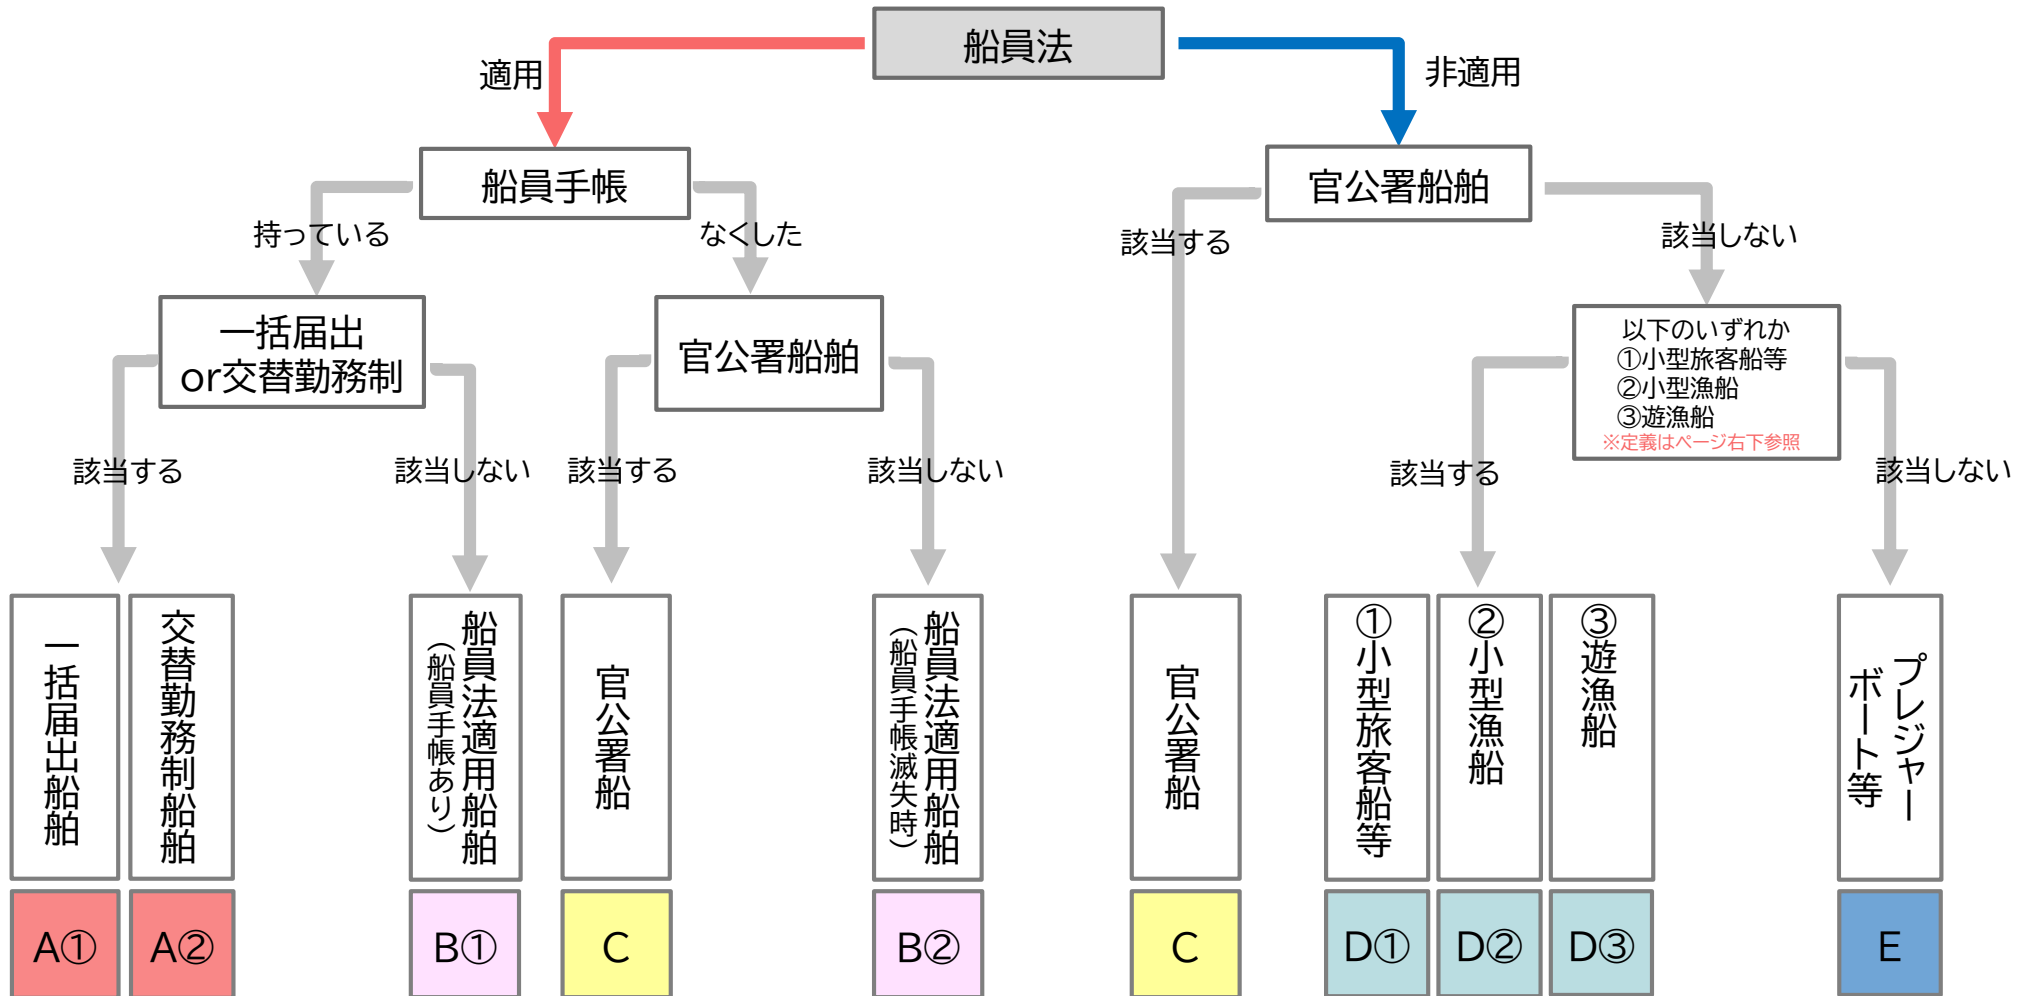 船員法
適用
非適用
船員手帳
官公署船舶
持っている
なくした
該当する
該当しない
一括届出
or交替勤務制
官公署船舶
以下のいずれか
①小型旅客船等
②小型漁船
③遊漁船
※定義はページ右下参照
該当する
該当しない
該当する
該当しない
該当する
該当しない
一括届出船舶
交替勤務制船舶
船員法適用船舶
（船員手帳あり）
官公署船
船員法適用船舶
（船員手帳滅失時）
官公署船
①小型旅客船等
②小型漁船
③遊漁船
プレジャー
ボート等
A①
A②
B①
C
B②
C
D①
D②
D③
E